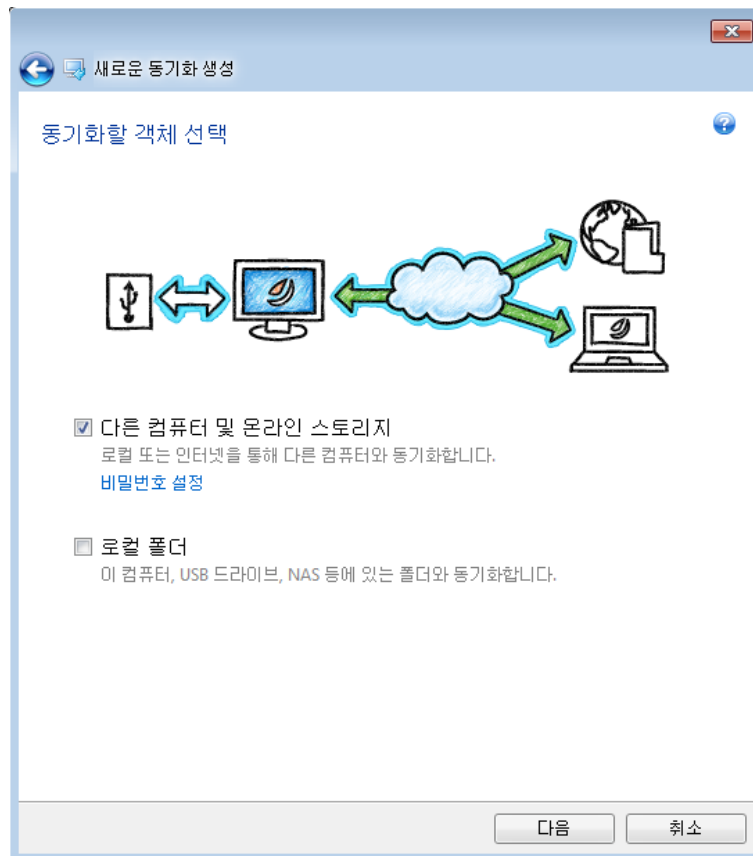 새로운 동기화 생성
동기화할 객체 선택
다른 컴퓨터 및 온라인 스토리지
로컬 또는 인터넷을 통해 다른 컴퓨터와 동기화합니다.
비밀번호 설정
로컬 폴더
이 컴퓨터, USB 드라이브, NAS 등에 있는 폴더와 동기화합니다.
다음 취소